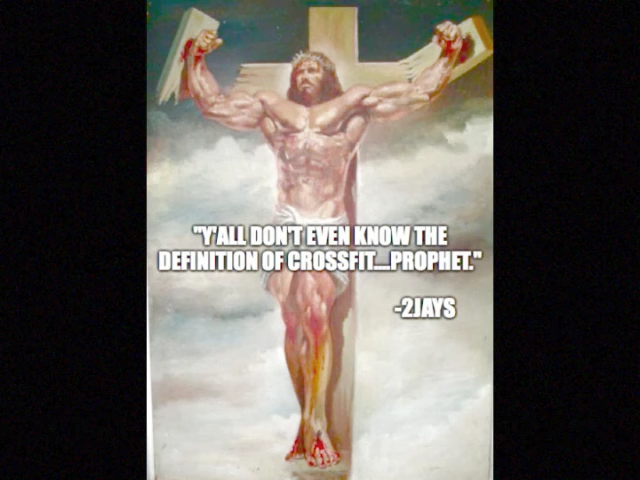 "Y'ALL DON'T EVEN KNOW THE
DEFINITION OF CROSSFIT....PROPHET."
-2JAYS